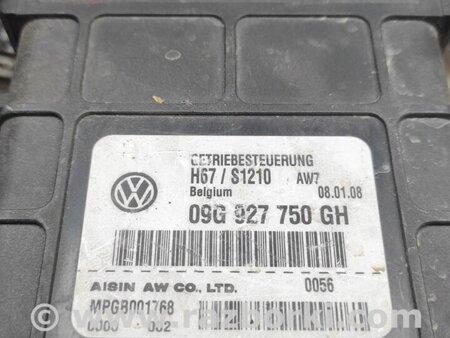 GETRIEBESTEUERUNG
H67 / S1210 AW7
Belgium 08.01.08
09G 927 750 GH
AISIN AW CO., LTD. 0056
MPGB001768